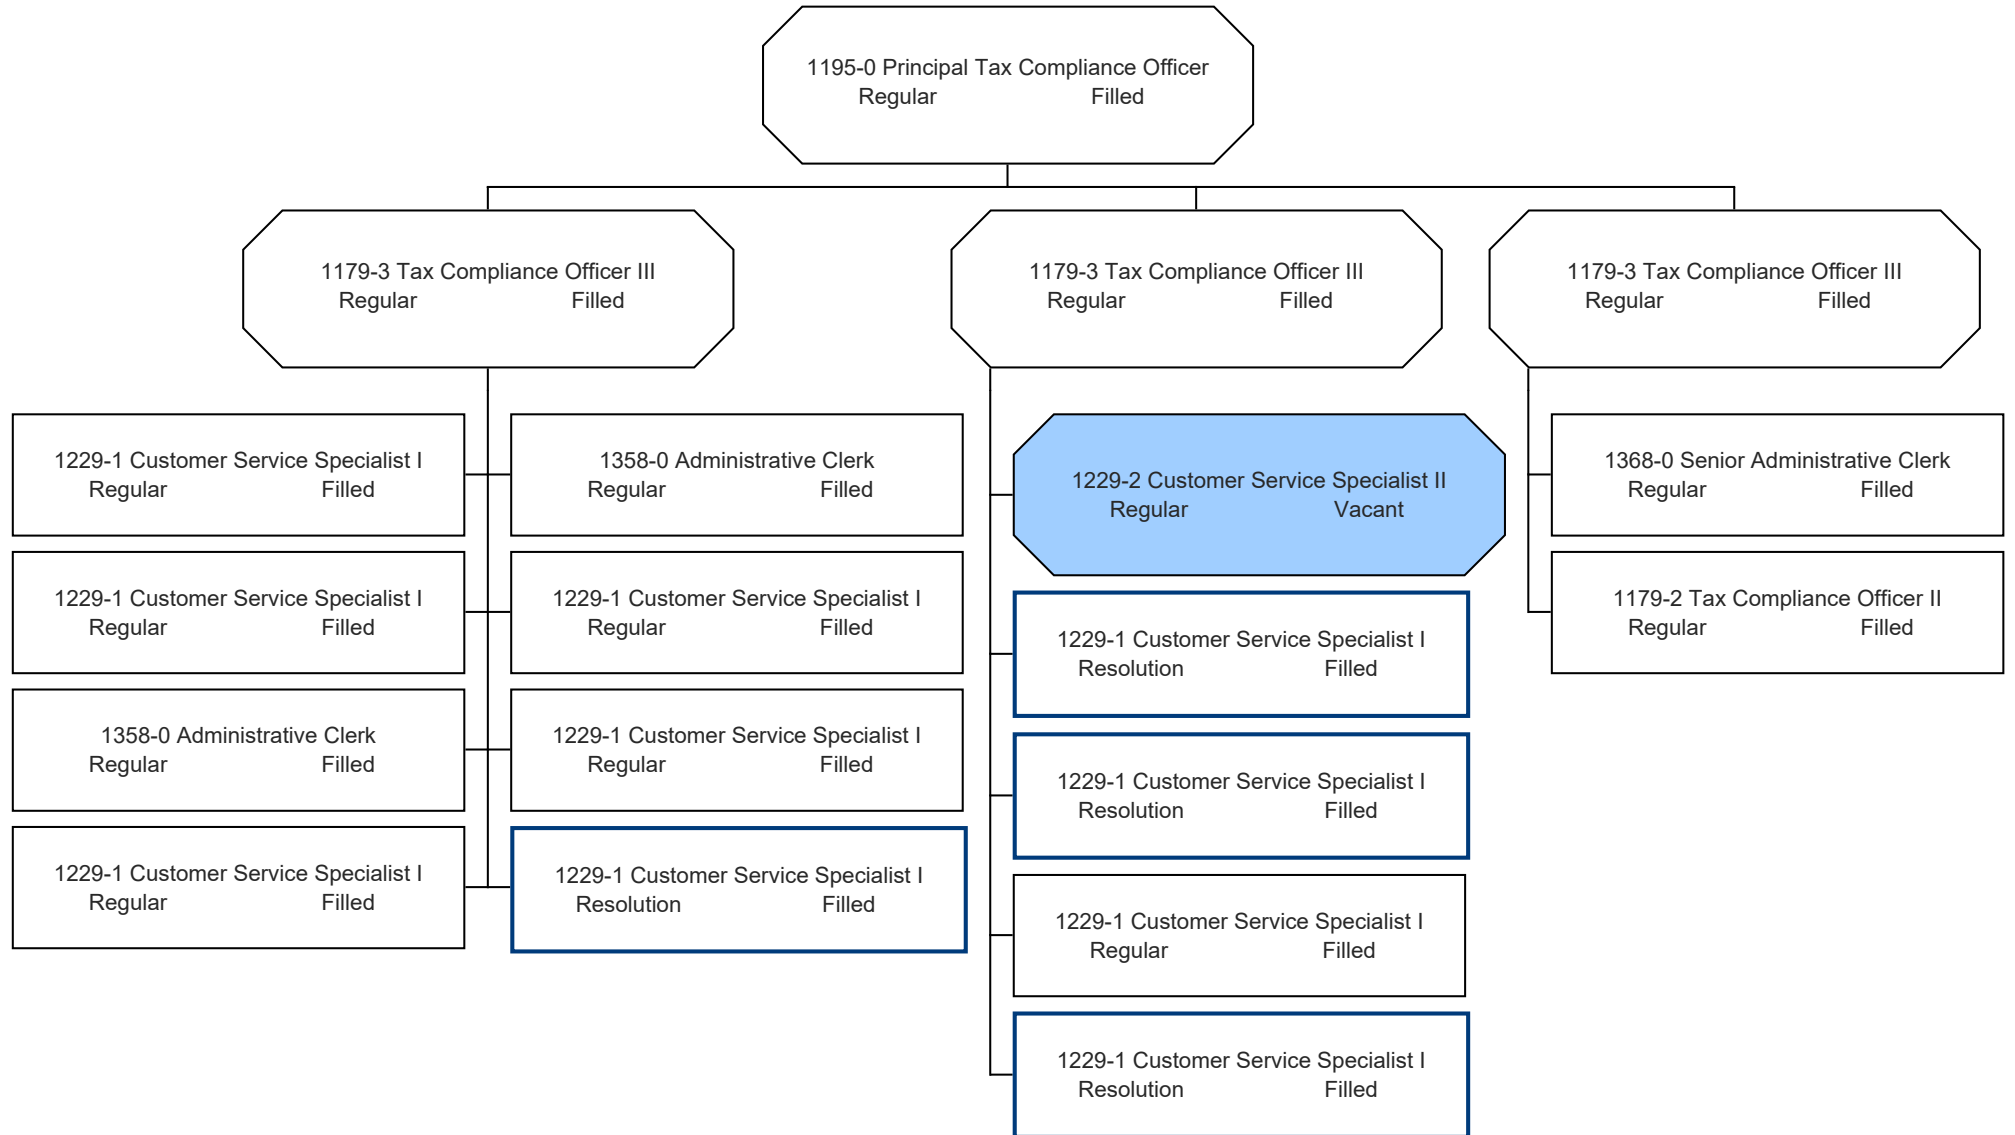 1195-0 Principal Tax Compliance Officer
Regular Filled
1179-3 Tax Compliance Officer III
Regular Filled
1179-3 Tax Compliance Officer III
Regular Filled
1179-3 Tax Compliance Officer III
Regular Filled
1229-1 Customer Service Specialist I
Regular Filled
1358-0 Administrative Clerk
Regular Filled
1229-1 Customer Service Specialist I
Regular Filled
1229-1 Customer Service Specialist I
Regular Filled
1358-0 Administrative Clerk
Regular Filled
1229-1 Customer Service Specialist I
Regular Filled
1229-1 Customer Service Specialist I
Regular Filled
1229-1 Customer Service Specialist I
Resolution Filled
1229-2 Customer Service Specialist II
Regular Vacant
1229-1 Customer Service Specialist I
Resolution Filled
1229-1 Customer Service Specialist I
Resolution Filled
1229-1 Customer Service Specialist I
Regular Filled
1229-1 Customer Service Specialist I
Resolution Filled
1368-0 Senior Administrative Clerk
Regular Filled
1179-2 Tax Compliance Officer II
Regular Filled